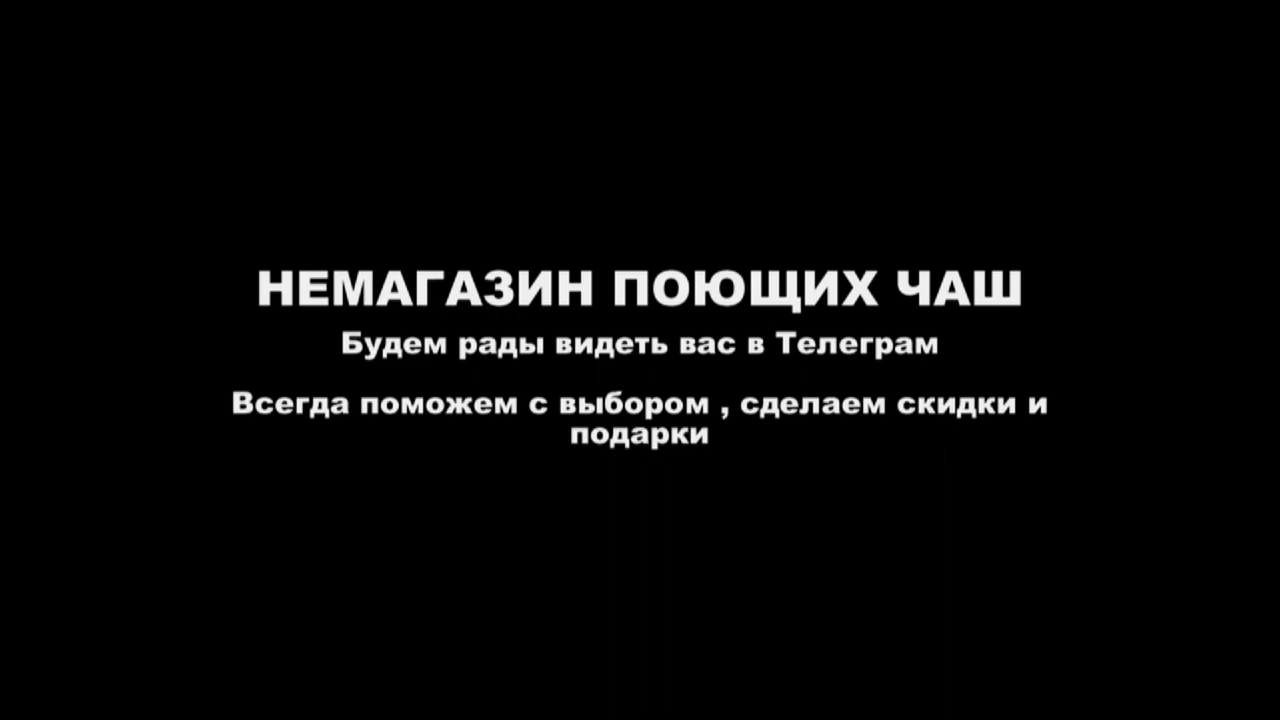 НЕМАГАЗИН ПОЮЩИХ ЧАШ
Будем рады видеть вас в Телеграм
Всегда поможем с выбором , сделаем скидки и
подарки